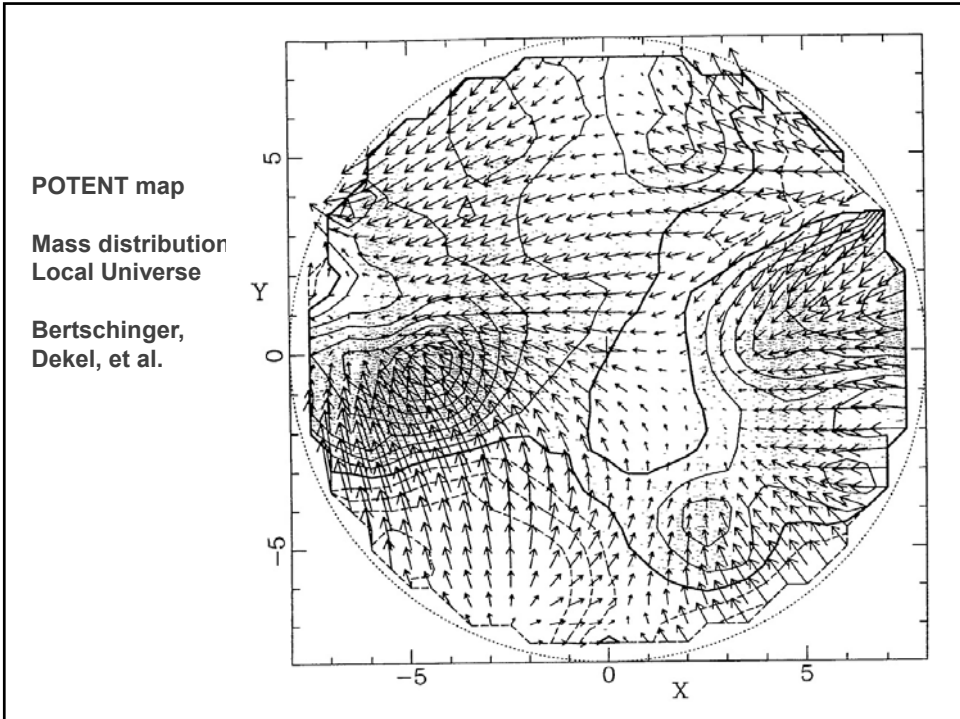 POTENT map
Mass distribution
Local Universe
Bertschinger,
Dekel, et al.
5
Y
0
−5
−5
0
5
X